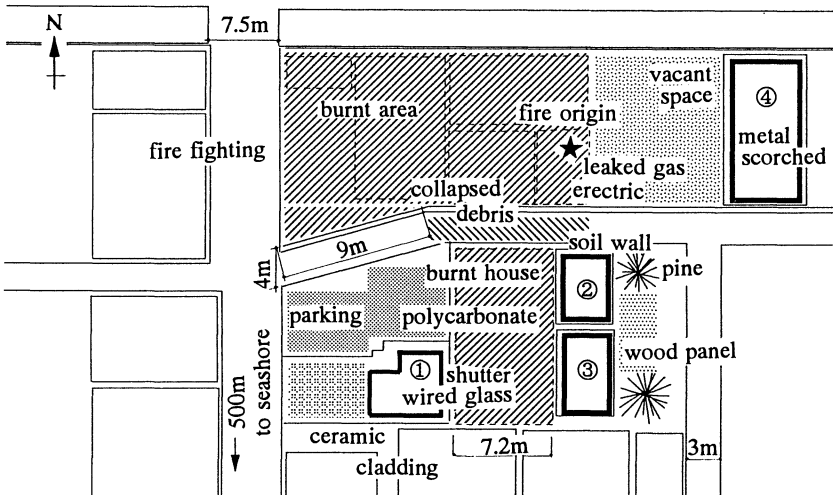 N
7.5m
vacant
space
④
burnt area
fire origin
metal
scorched
fire fighting
leaked gas
erectric
collapsed
debris
9m
soil wall
4m
burnt house
②
pine
parking
polycarbonate
①
shutter
wired glass
③
wood panel
500m
to seashore
ceramic
cladding
7.2m
3m